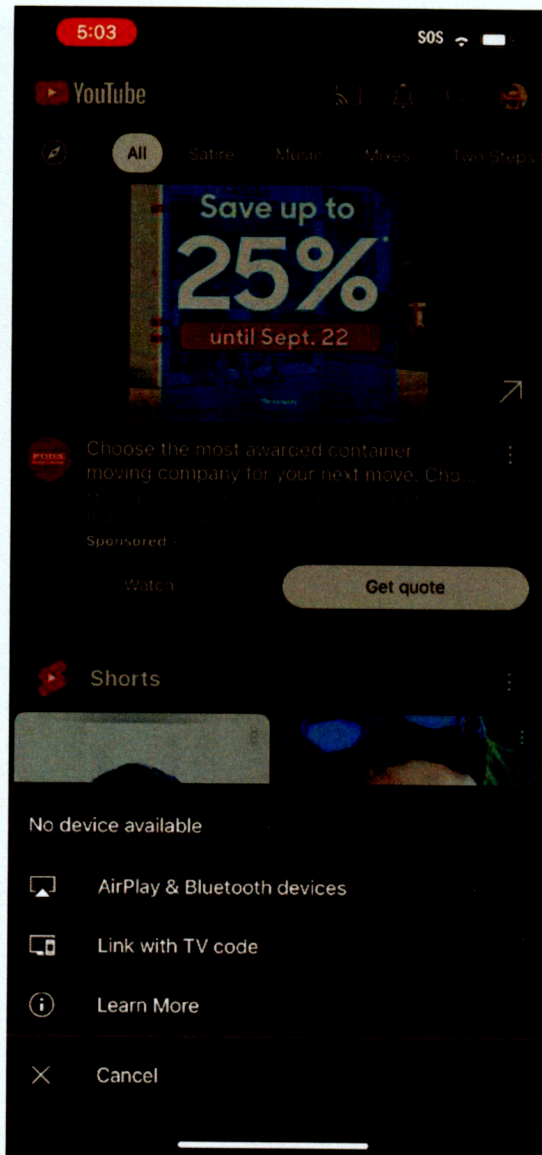 5:03
SOS
YouTube
All
Satire
Music
Mixes
Two Steps
Save up to
25%*
until Sept. 22
PODS
Choose the most awarded container
moving company for your next move. Cho...
Sponsored
Watch
Get quote
Shorts
No device available
AirPlay & Bluetooth devices
Link with TV code
Learn More
Cancel